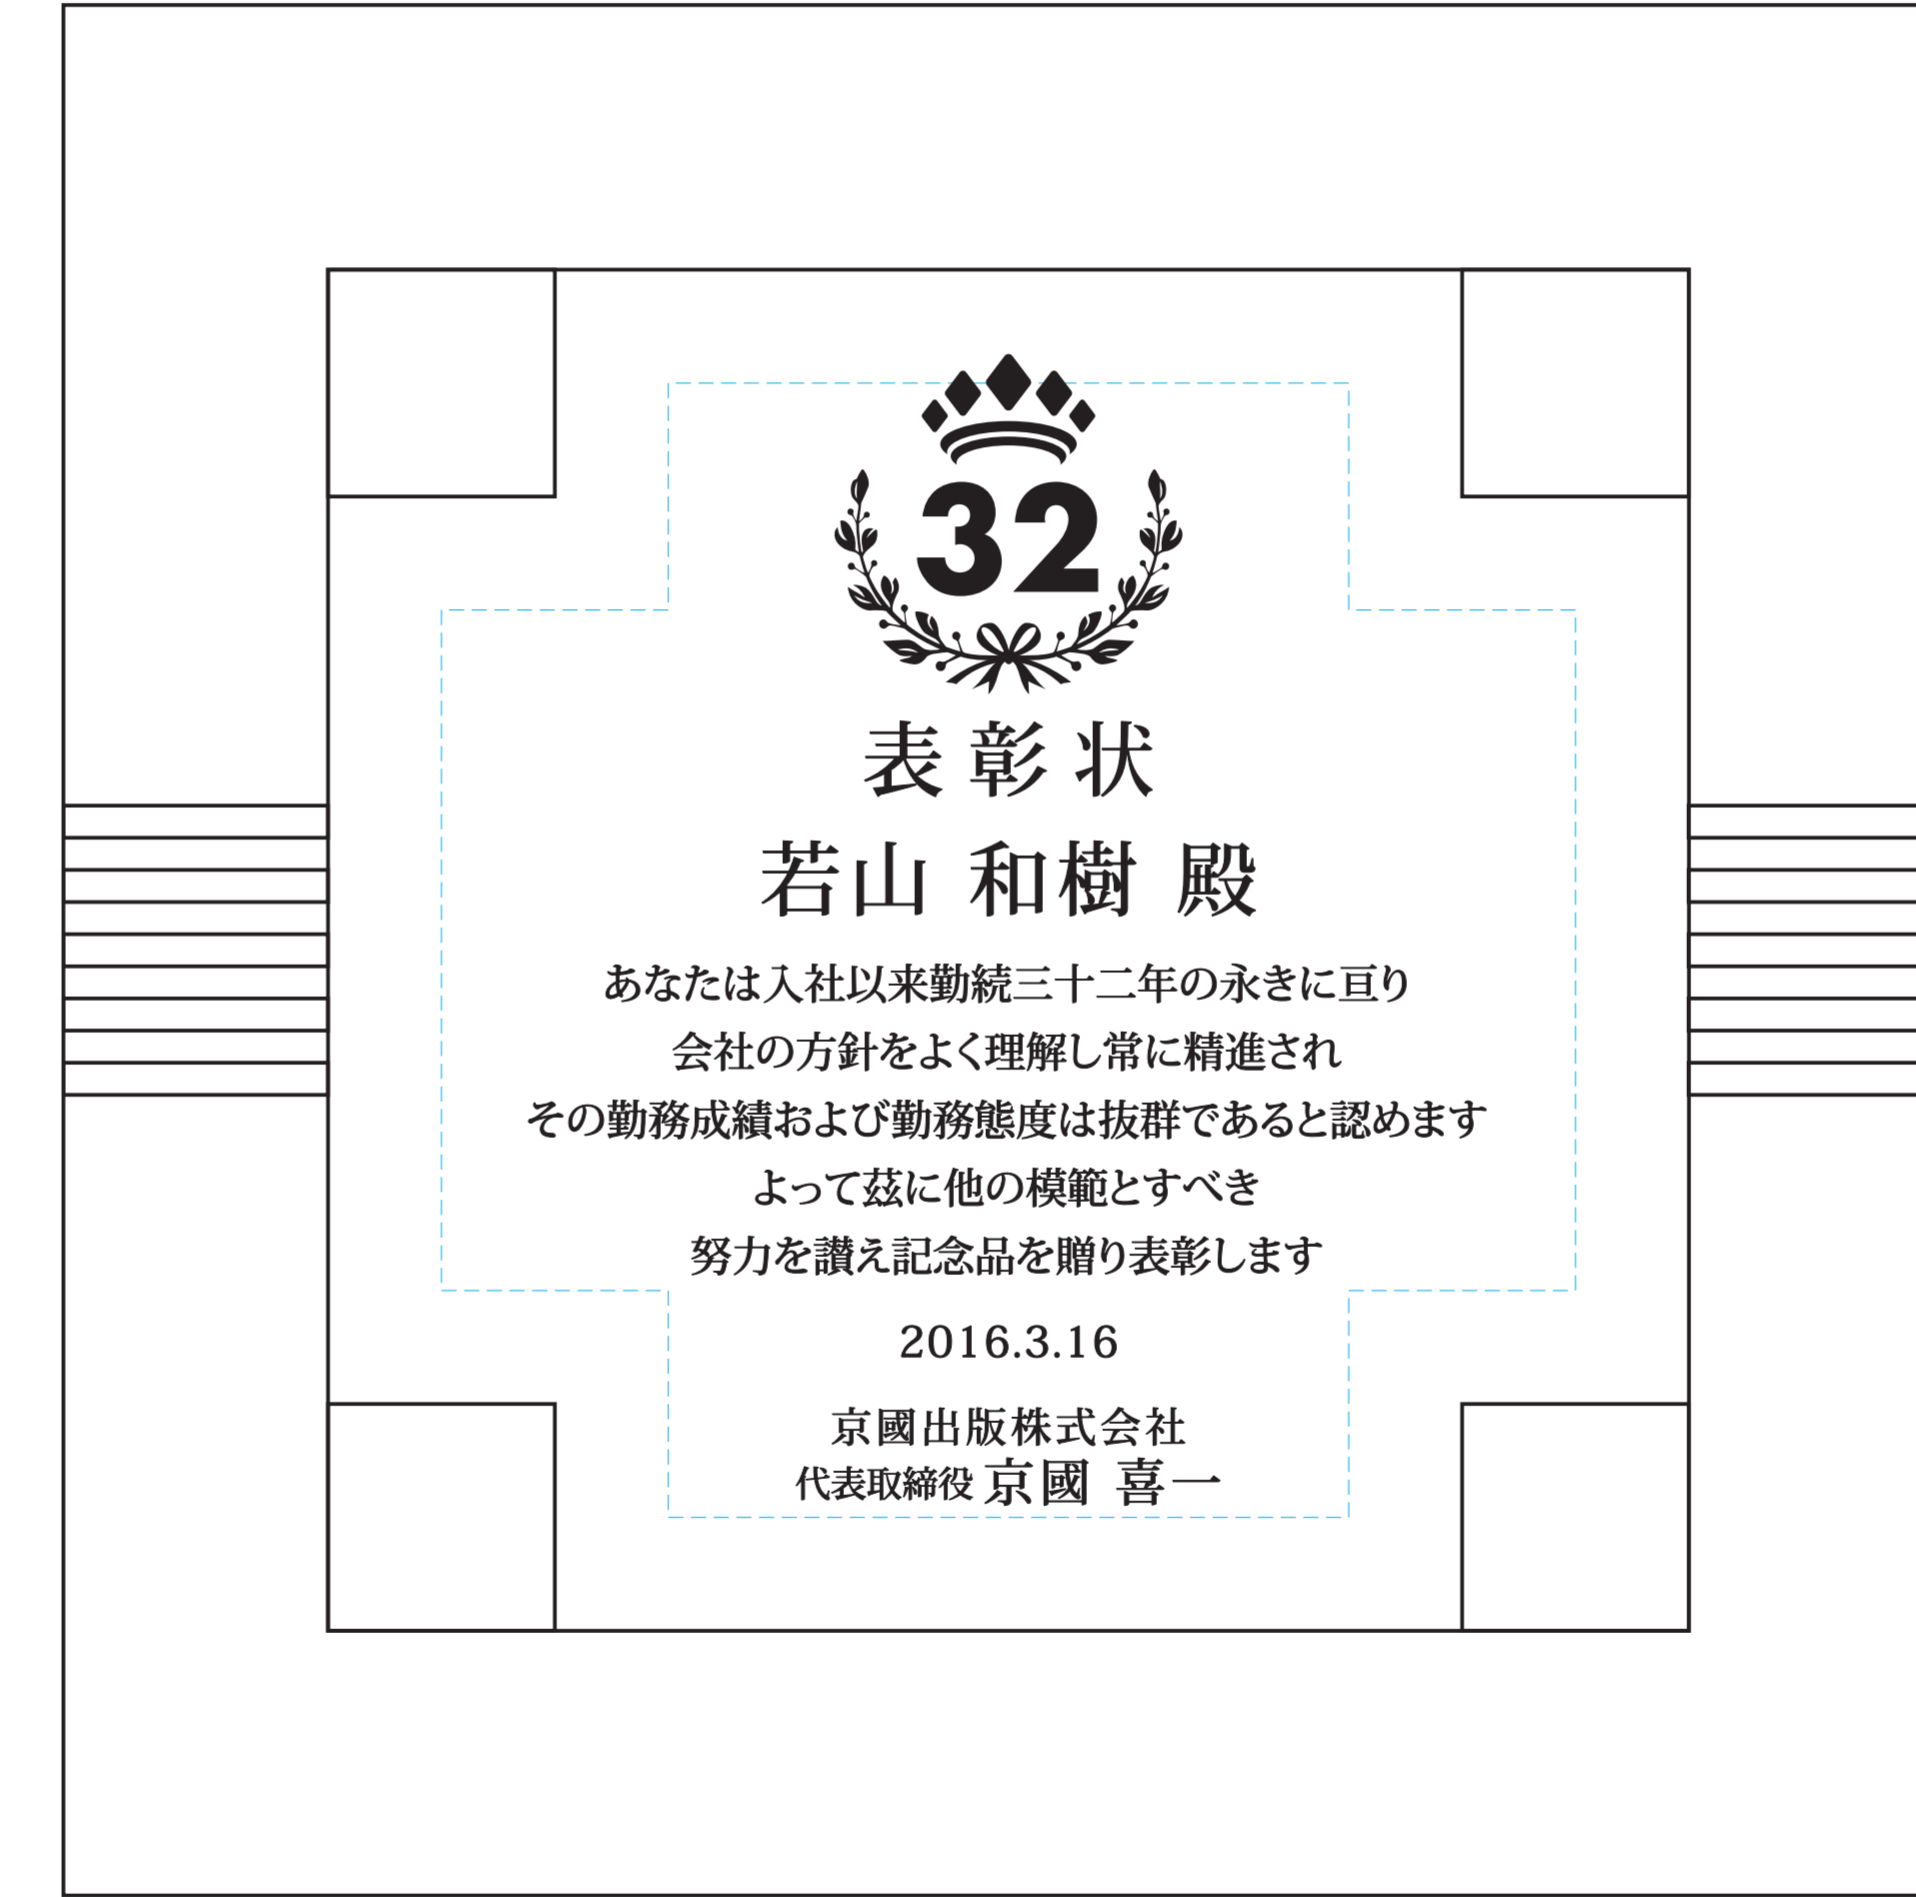 32
表彰状
若山 和樹 殿
あなたは入社以来勤続三十二年の永きに亘り
会社の方針をよく理解し常に精進され
その勤務成績および勤務態度は抜群であると認めます
よって茲に他の模範とすべき
努力を讃え記念品を贈り表彰します
2016.3.16
京國出版株式会社
代表取締役 京國 喜一